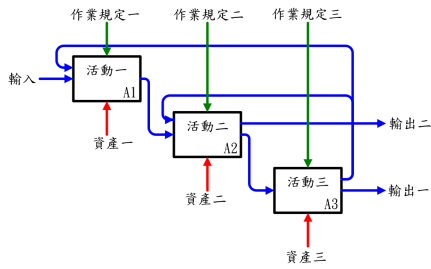 作業規定一 作業規定二 作業規定三
輸入
活動一
A1
資產一
活動二
A2
輸出二
資產二
活動三
A3
輸出一
資產三